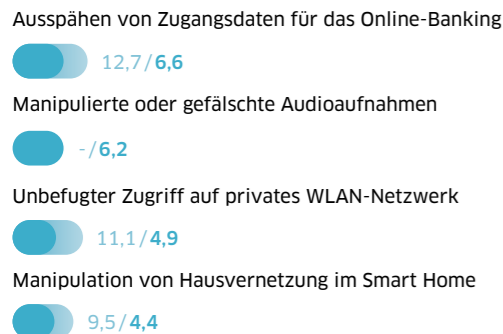 Ausspähen von Zugangsdaten für das Online-Banking
12,7/6,6
Manipulierte oder gefälschte Audioaufnahmen
-/6,2
Unbefugter Zugriff auf privates WLAN-Netzwerk
11,1/4,9
Manipulation von Hausvernetzung im Smart Home
9,5/4,4